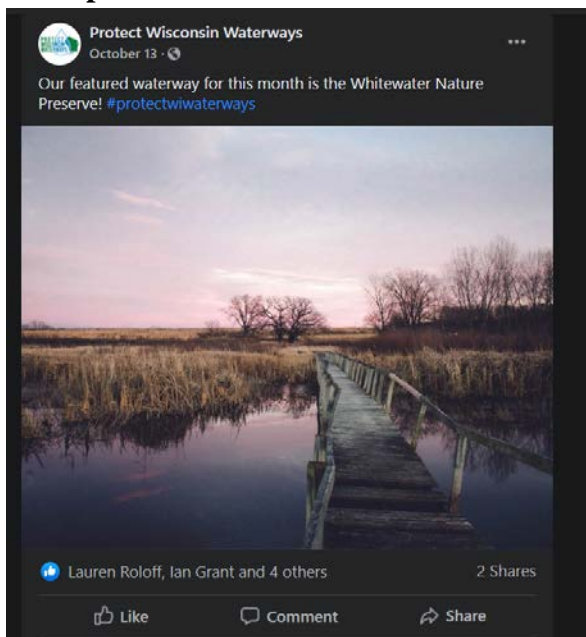 Protect Wisconsin Waterways
October 13 ·
Our featured waterway for this month is the Whitewater Nature
Preserve! #protectwiwaterways
Lauren Roloff, Ian Grant and 4 others
2 Shares
Like
Comment
Share